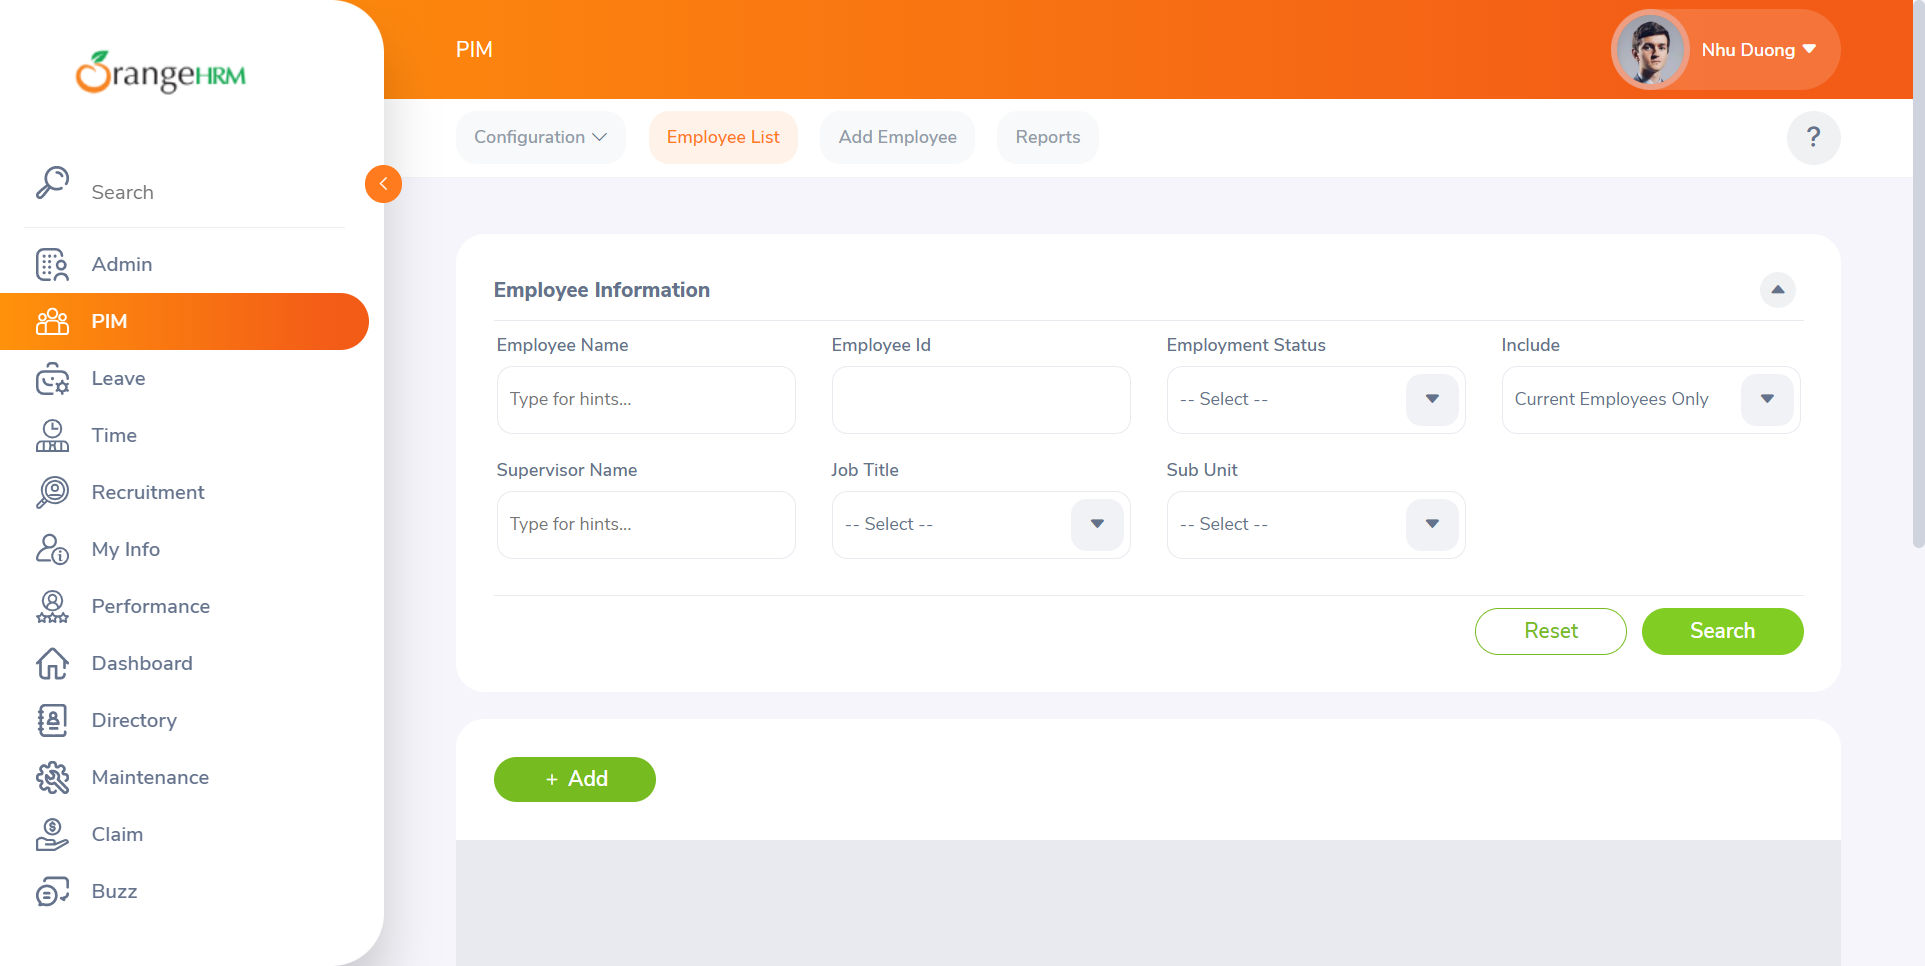 OrangeHRM
Search
Admin
PIM
Leave
Time
Recruitment
My Info
Performance
Dashboard
Directory
Maintenance
Claim
Buzz
PIM
Nhu Duong
Configuration
Employee List
Add Employee
Reports
?
Employee Information
Employee Name
Employee Id
Employment Status
Include
Type for hints...
-- Select --
Current Employees Only
Supervisor Name
Job Title
Sub Unit
Type for hints...
-- Select --
-- Select --
Reset
Search
+ Add